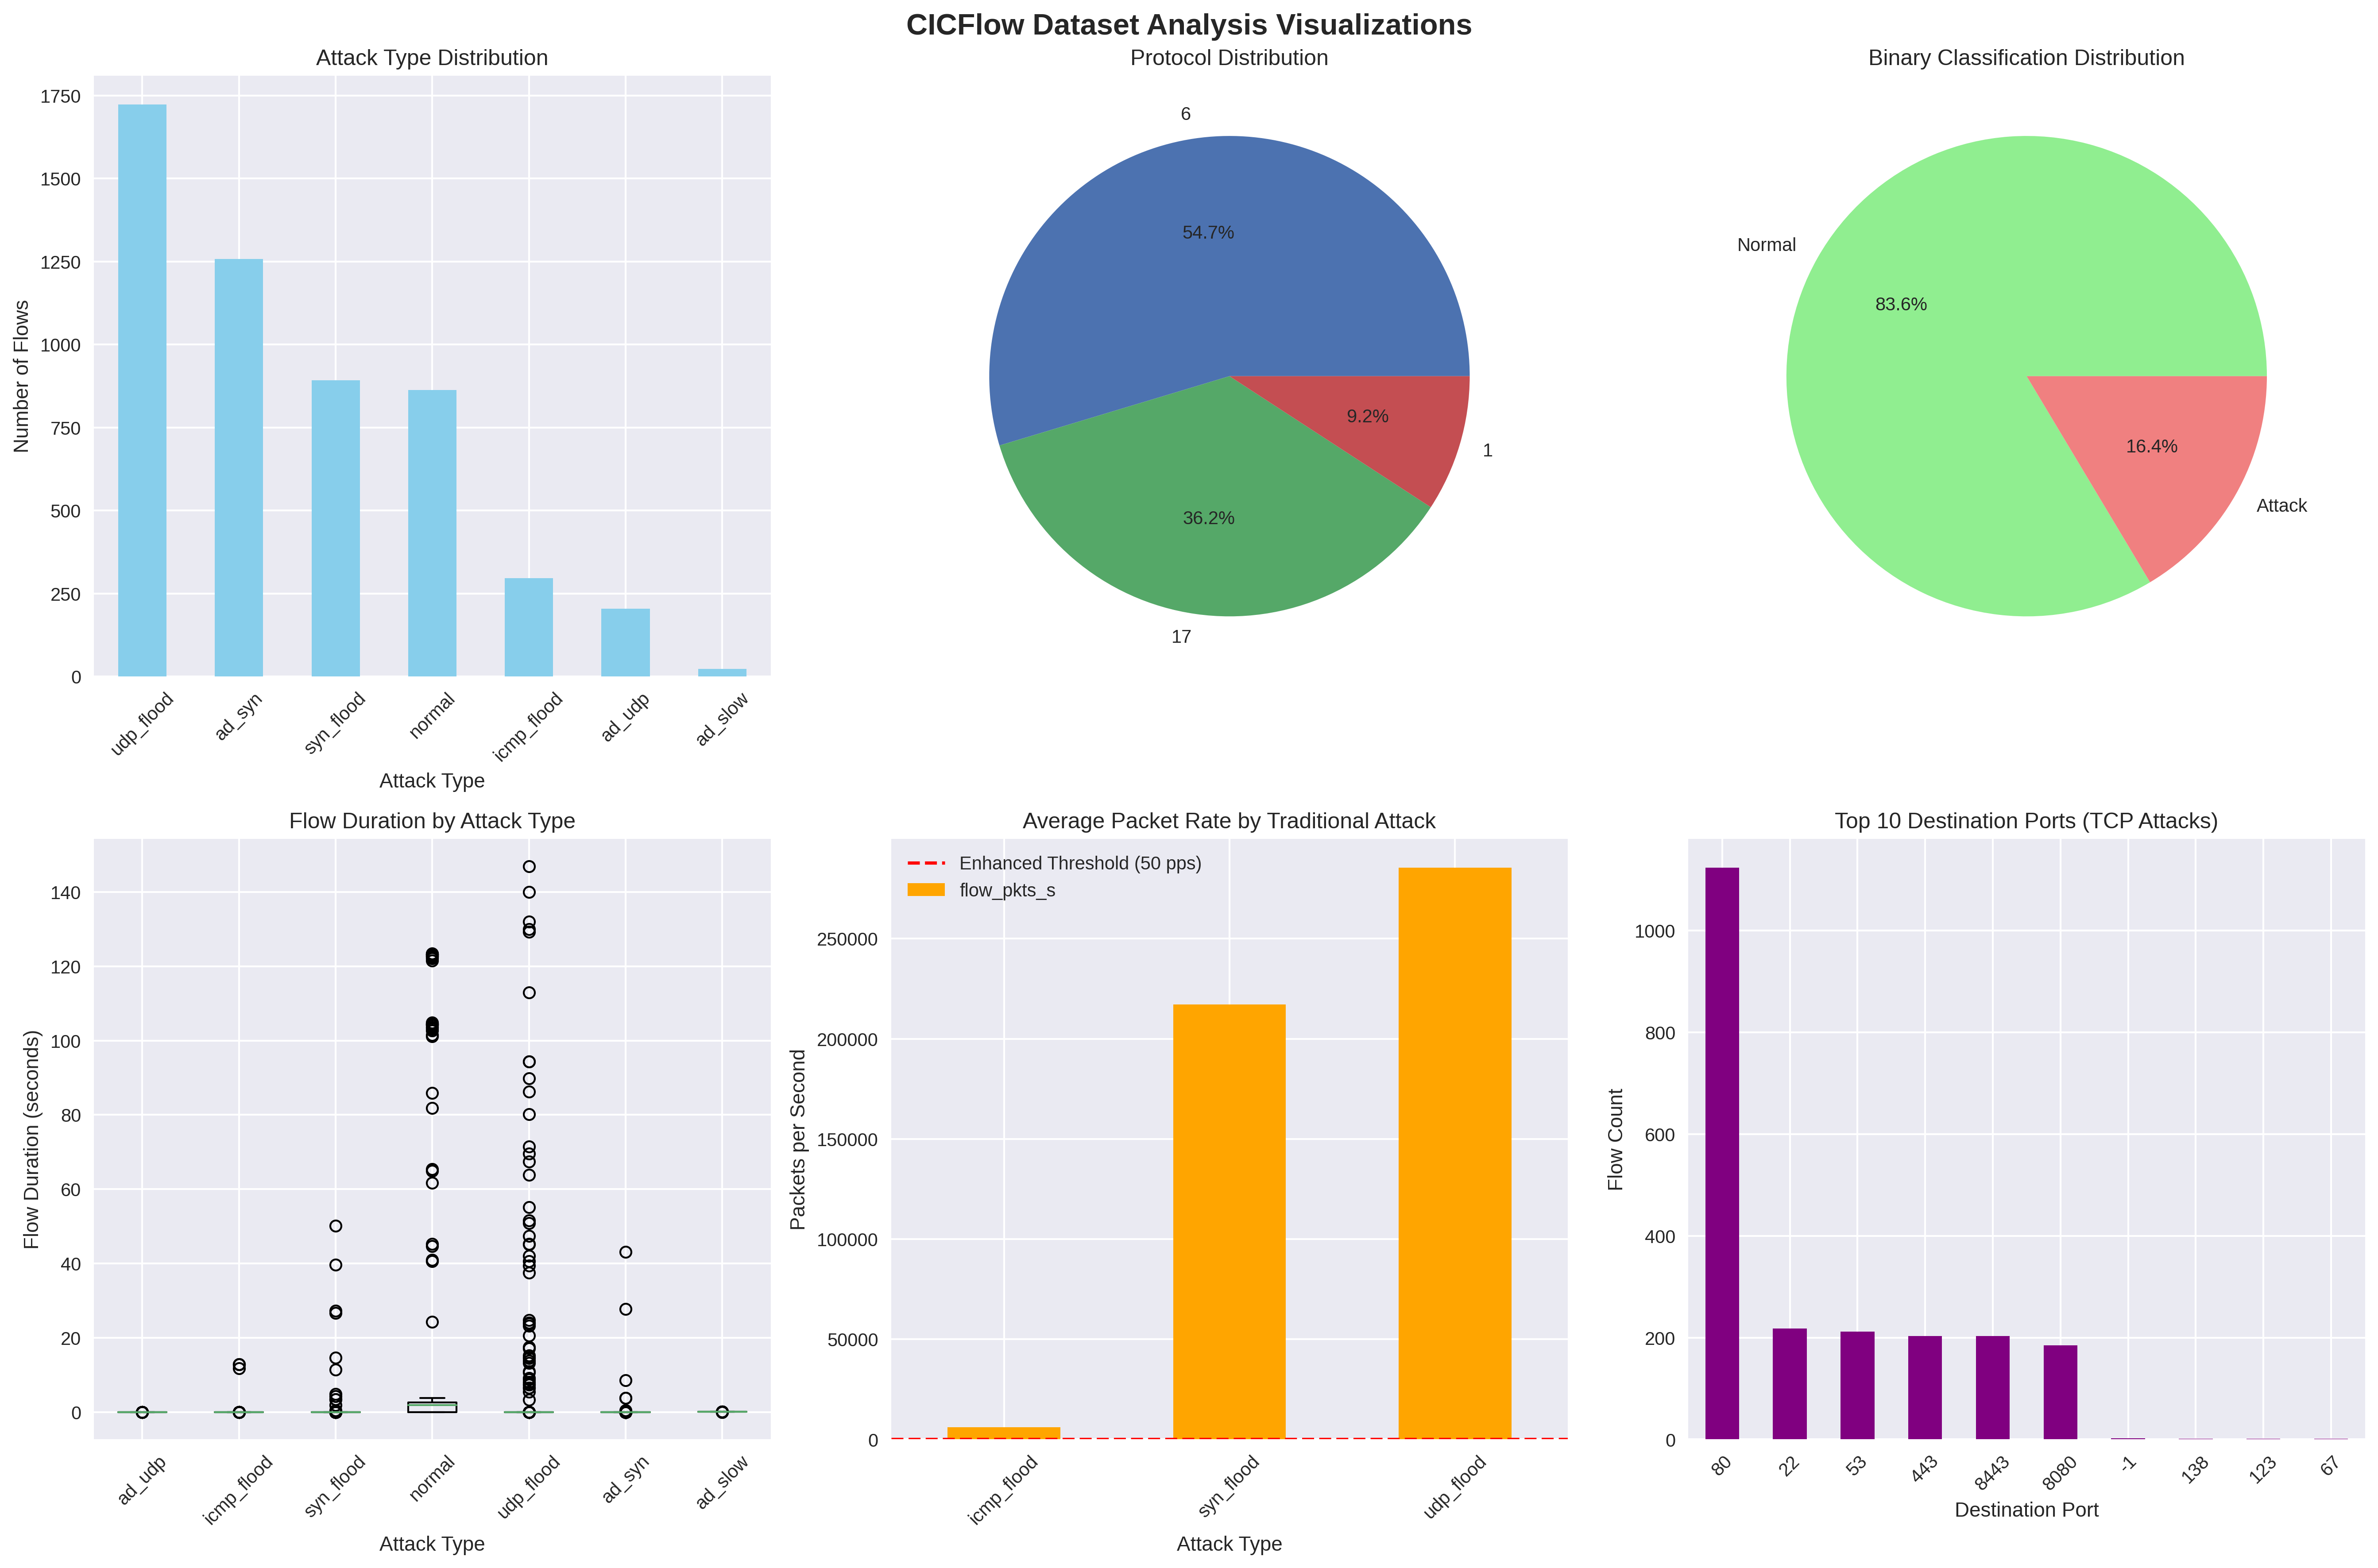 CICFlow Dataset Analysis Visualizations
Attack Type Distribution
Number of Flows
1750
1500
1250
1000
750
500
250
0
udp_flood
ad_syn
syn_flood
normal
icmp_flood
ad_udp
ad_slow
Attack Type
Protocol Distribution
6
54.7%
9.2%
1
36.2%
17
Binary Classification Distribution
Normal
83.6%
16.4%
Attack
Flow Duration by Attack Type
Flow Duration (seconds)
140
120
100
80
60
40
20
0
ad_udp
icmp_flood
syn_flood
normal
udp_flood
ad_syn
ad_slow
Attack Type
Average Packet Rate by Traditional Attack
Enhanced Threshold (50 pps)
flow_pkts_s
Packets per Second
250000
200000
150000
100000
50000
0
icmp_flood
syn_flood
udp_flood
Attack Type
Top 10 Destination Ports (TCP Attacks)
Flow Count
1000
800
600
400
200
0
80
22
53
443
8443
8080
-1
138
123
67
Destination Port